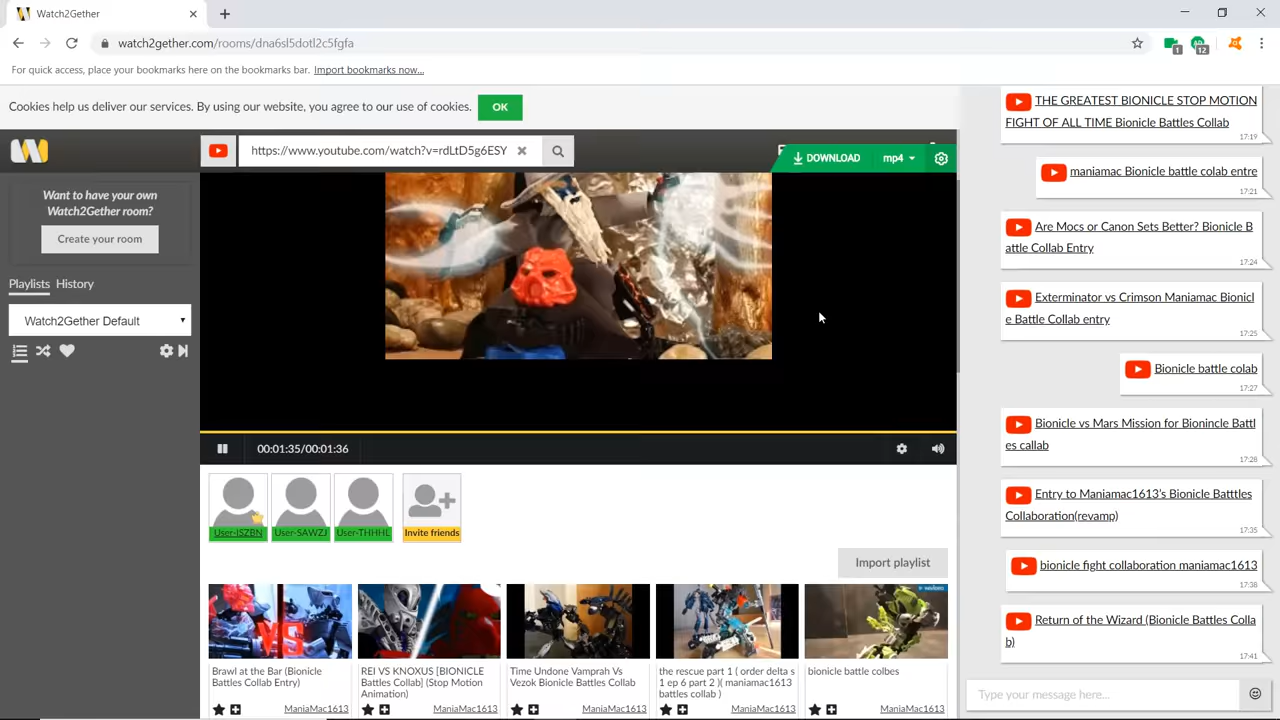 Watch2Gether
watch2gether.com/rooms/dna6sl5dotl2c5fgfa
1
12
For quick access, place your bookmarks here on the bookmarks bar. Import bookmarks now...
Cookies help us deliver our services. By using our website, you agree to our use of cookies.
OK
https://www.youtube.com/watch?v=rdLtD5g6ESY
DOWNLOAD
mp4
Want to have your own
Watch2Gether room?
Create your room
Playlists
History
Watch2Gether Default
00:01:35/00:01:36
User-ISZBN
User-SAWZJ
User-THHHL
Invite friends
Import playlist
Brawl at the Bar (Bionicle
Battles Collab Entry)
ManiaMac1613
REI VS KNOXUS [BIONICLE
Battles Collab] (Stop Motion
Animation)
ManiaMac1613
Time Undone Vamprah Vs
Vezok Bionicle Battles Collab
ManiaMac1613
the rescue part 1 ( order delta s
1 ep 6 part 2 )( maniamac1613
battles collab )
ManiaMac1613
bionicle battle colbes
ManiaMac1613
THE GREATEST BIONICLE STOP MOTION
FIGHT OF ALL TIME Bionicle Battles Collab
17:19
maniamac Bionicle battle colab entre
17:21
Are Mocs or Canon Sets Better? Bionicle B
attle Collab Entry
17:24
Exterminator vs Crimson Maniamac Bionicl
e Battle Collab entry
17:25
Bionicle battle colab
17:27
Bionicle vs Mars Mission for Bionincle Battl
es callab
17:28
Entry to Maniamac1613's Bionicle Batttles
Collaboration(revamp)
17:35
bionicle fight collaboration maniamac1613
17:38
Return of the Wizard (Bionicle Battles Colla
b)
17:41
Type your message here...